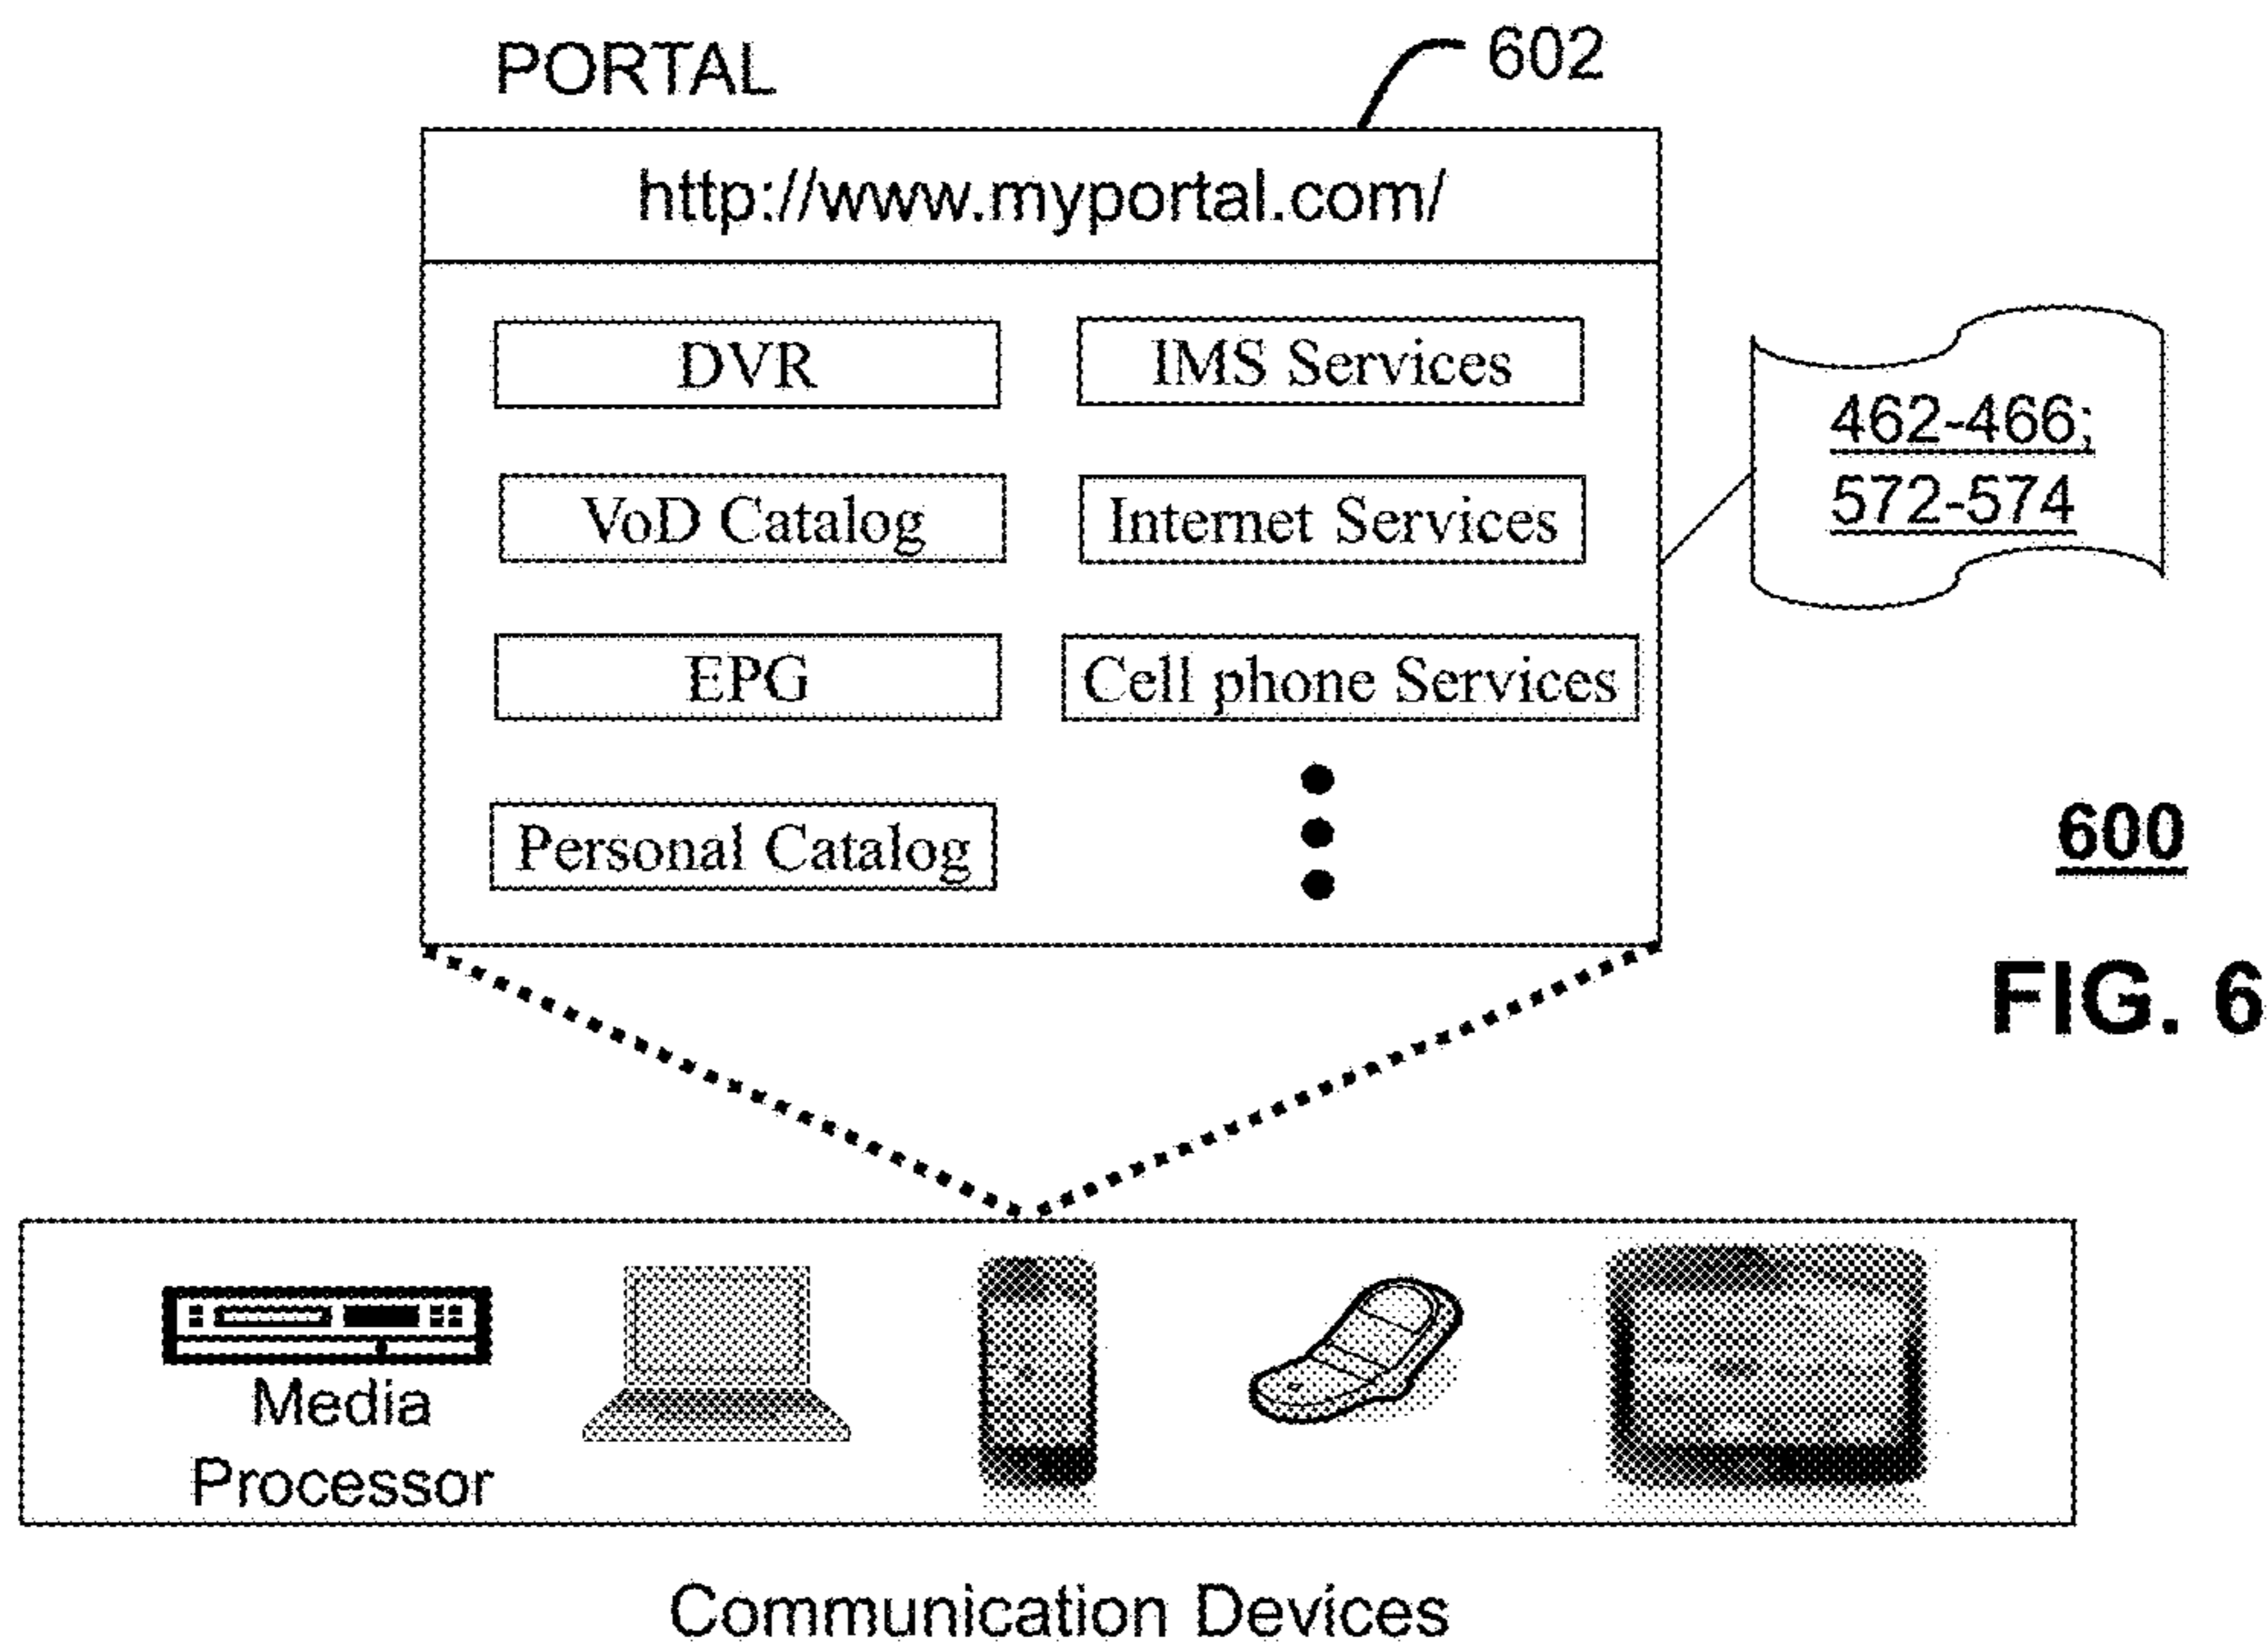 PORTAL
602
http://www.myportal.com/
DVR
IMS Services
VoD Catalog
Internet Services
EPG
Cell phone Services
Personal Catalog
462-466;
572-574
600
FIG. 6
Media
Processor
Communication Devices